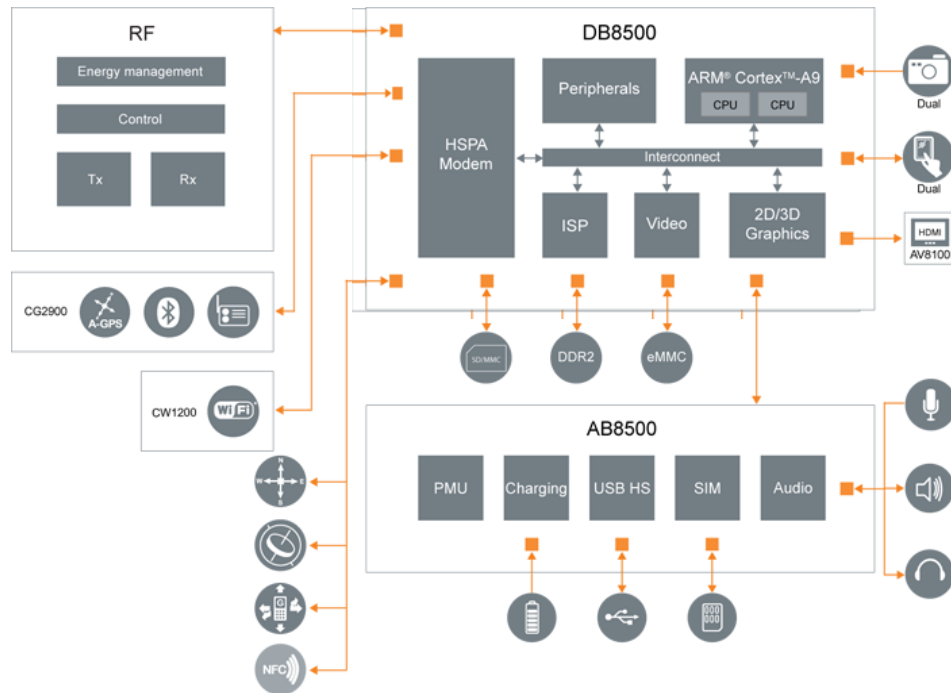 RF
Energy management
Control
Tx
Rx
DB8500
HSPA
Modem
Peripherals
ARM® Cortex™-A9
CPU
CPU
Interconnect
ISP
Video
2D/3D
Graphics
Dual
Dual
HDMI
AV8100
CG2900
A-GPS
CW1200
WiFi
SD/MMC
DDR2
eMMC
AB8500
PMU
Charging
USB HS
SIM
Audio
N
W
E
S
G
NFC